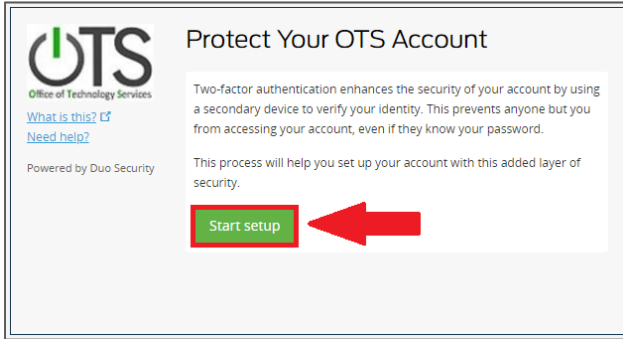 OTS
Office of Technology Services
What is this?
Need help?
Powered by Duo Security
Protect Your OTS Account
Two-factor authentication enhances the security of your account by using
a secondary device to verify your identity. This prevents anyone but you
from accessing your account, even if they know your password.
This process will help you set up your account with this added layer of
security.
Start setup